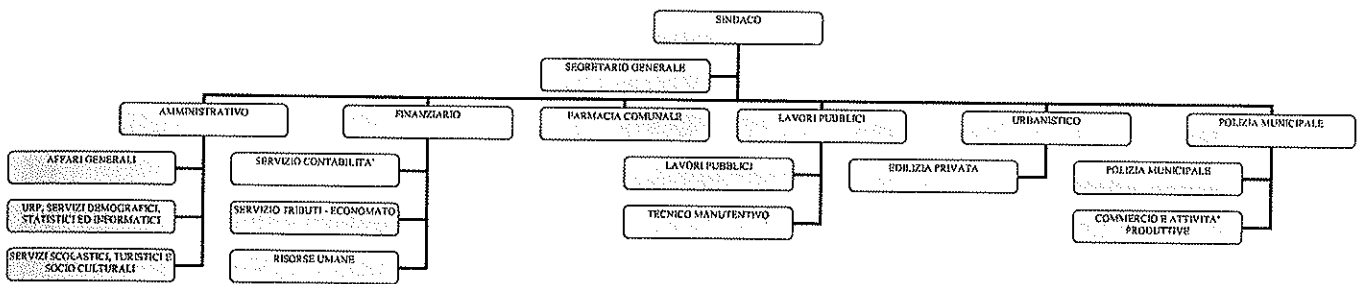 SINDACO
SEGRETARIO GENERALE
AMMINISTRATIVO
FINANZIARIO
FARMACIA COMUNALE
LAVORI PUBBLICI
URBANISTICO
POLIZIA MUNICIPALE
AFFARI GENERALI
SERVIZIO CONTABILITA'
LAVORI PUBBLICI
EDILIZIA PRIVATA
POLIZIA MUNICIPALE
URP, SERVIZI DEMOGRAFICI,
STATISTICI ED INFORMATICI
SERVIZIO TRIBUTI - ECONOMATO
TECNICO MANUTENTIVO
COMMERCIO E ATTIVITA'
PRODUTTIVE
SERVIZI SCOLASTICI, TURISTICI E
SOCIO CULTURALI
RISORSE UMANE